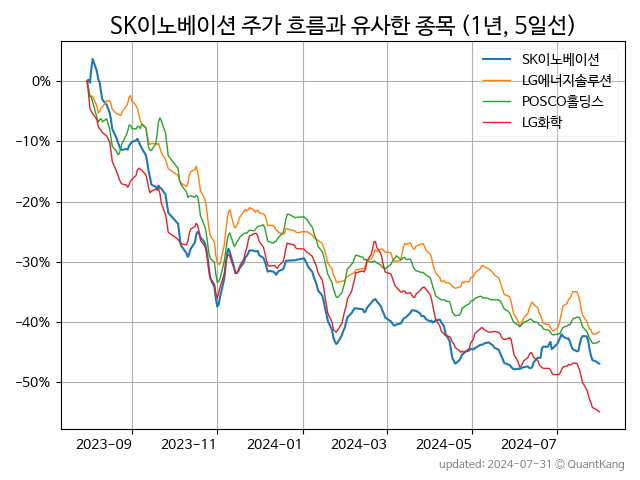 SK이노베이션 주가 흐름과 유사한 종목 (1년, 5일선)
SK이노베이션
LG에너지솔루션
POSCO홀딩스
LG화학
0%
−10%
−20%
−30%
−40%
−50%
2023-09 2023-11 2024-01 2024-03 2024-05 2024-07
updated: 2024-07-31 © QuantKang